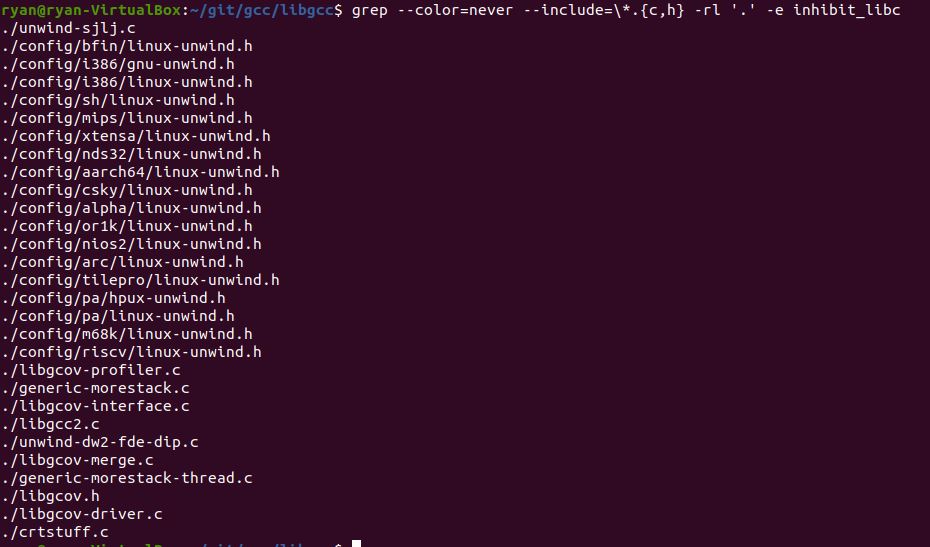 ryan@ryan-VirtualBox:~/git/gcc/libgcc$ grep --color=never --include=\*.{c,h} -rl '.' -e inhibit_libc
./unwind-sjlj.c
./config/bfin/linux-unwind.h
./config/i386/gnu-unwind.h
./config/i386/linux-unwind.h
./config/sh/linux-unwind.h
./config/mips/linux-unwind.h
./config/xtensa/linux-unwind.h
./config/nds32/linux-unwind.h
./config/aarch64/linux-unwind.h
./config/csky/linux-unwind.h
./config/alpha/linux-unwind.h
./config/or1k/linux-unwind.h
./config/nios2/linux-unwind.h
./config/arc/linux-unwind.h
./config/tilepro/linux-unwind.h
./config/pa/hpux-unwind.h
./config/pa/linux-unwind.h
./config/m68k/linux-unwind.h
./config/riscv/linux-unwind.h
./libgcov-profiler.c
./generic-morestack.c
./libgcov-interface.c
./libgcc2.c
./unwind-dw2-fde-dip.c
./libgcov-merge.c
./generic-morestack-thread.c
./libgcov.h
./libgcov-driver.c
./crtstuff.c